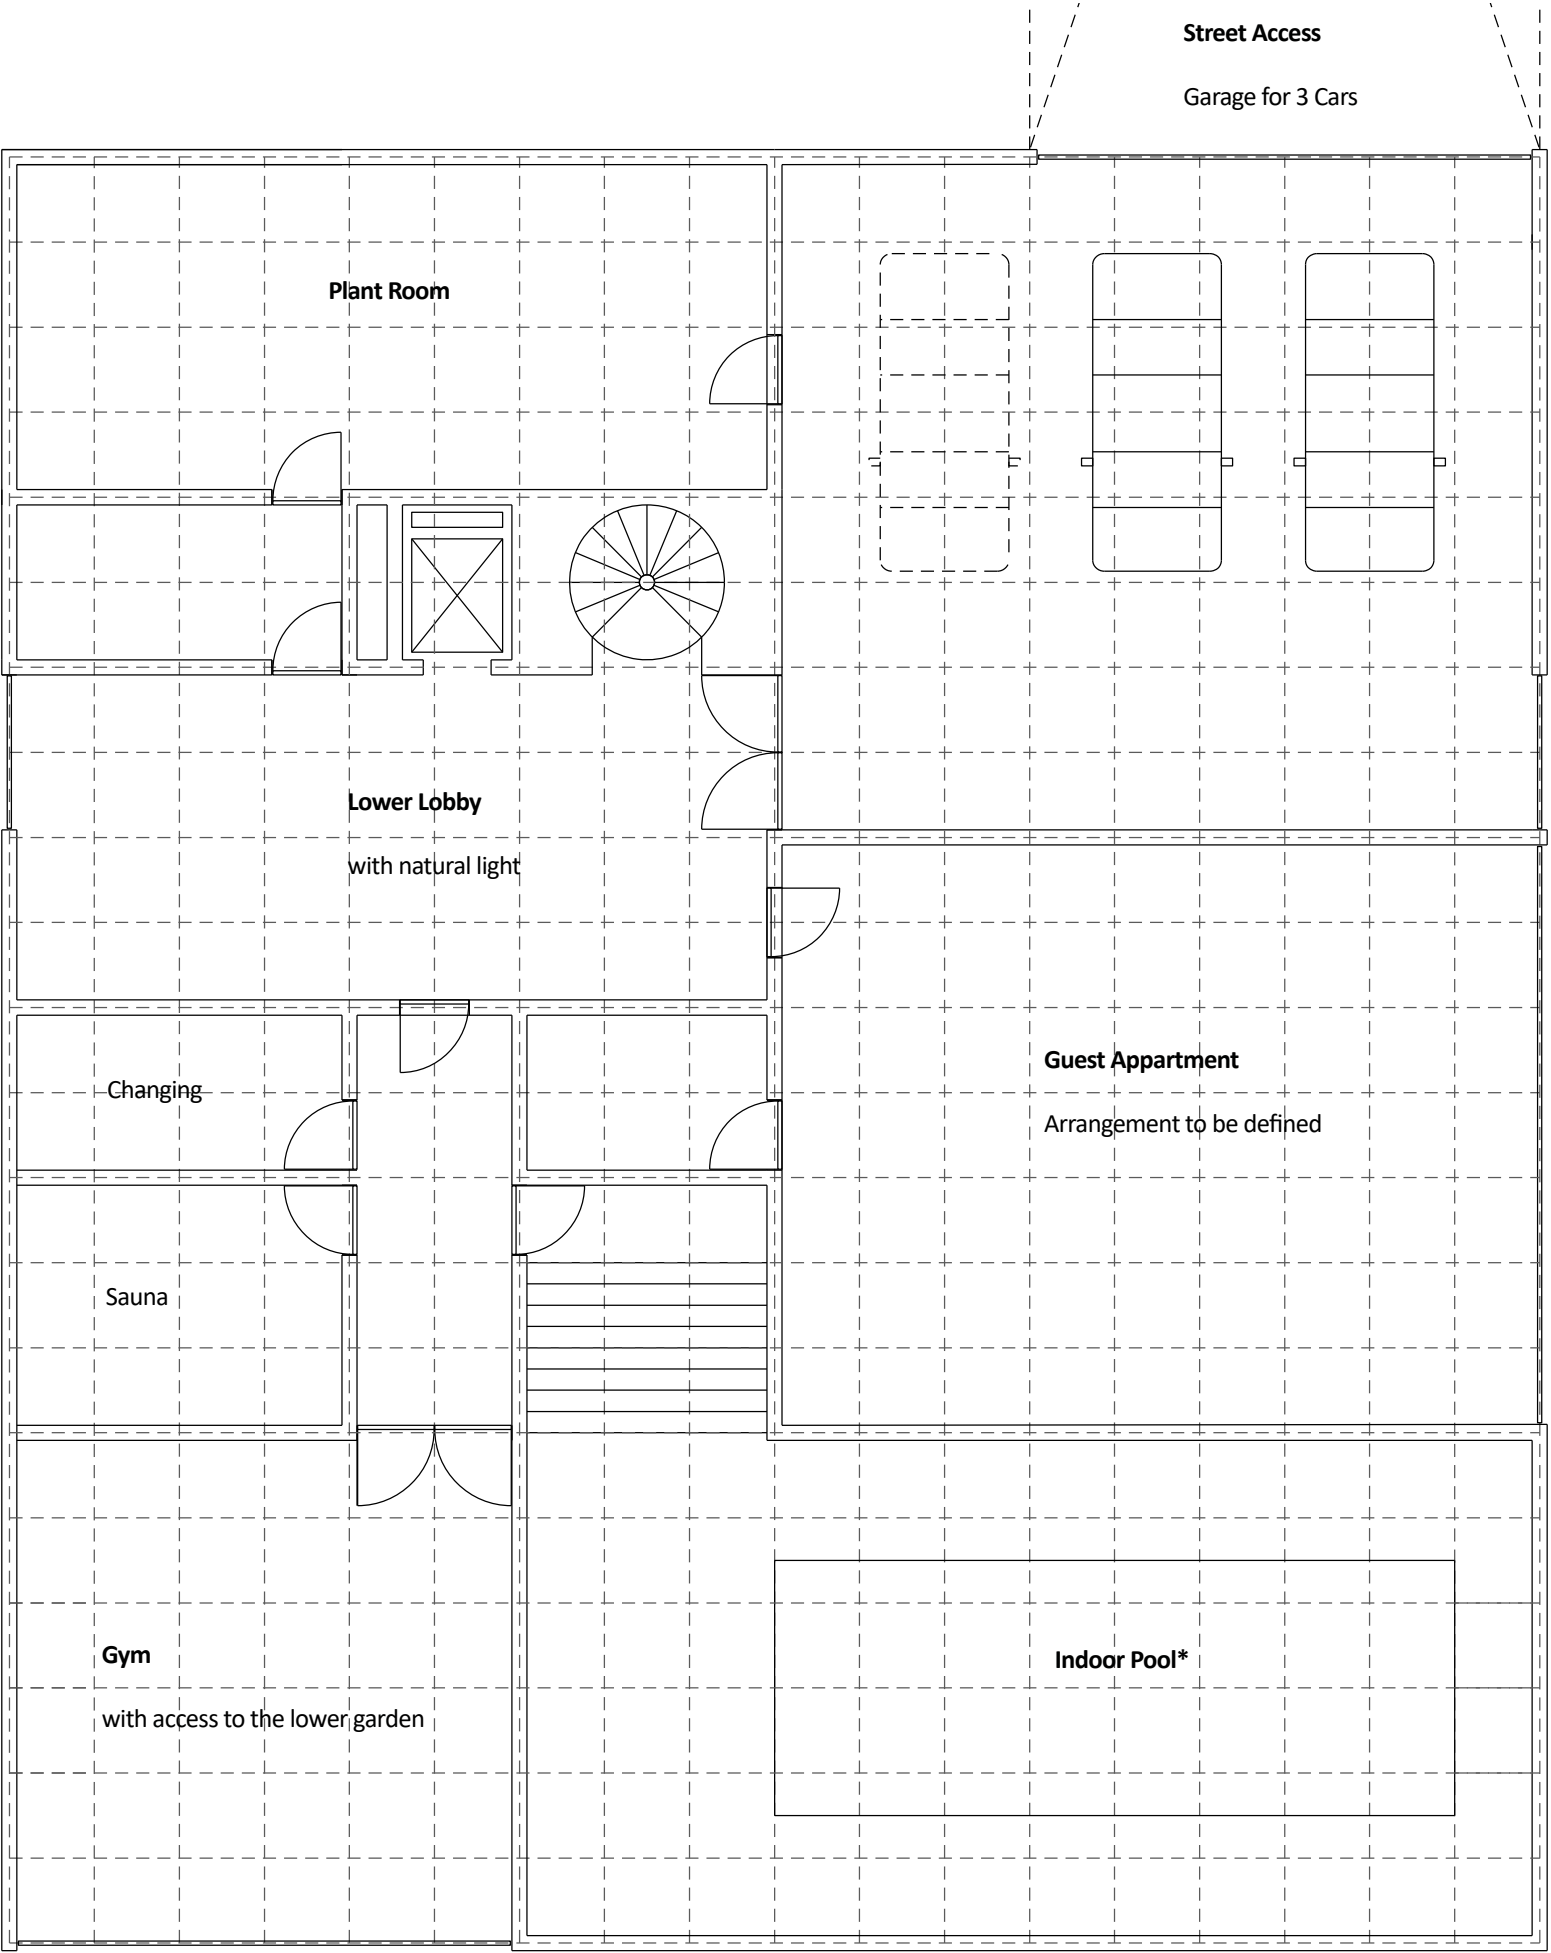 Street Access
Garage for 3 Cars
Plant Room
Lower Lobby
with natural light
Changing
Guest Appartment
Arrangement to be defined
Sauna
Gym
with access to the lower garden
Indoor Pool*